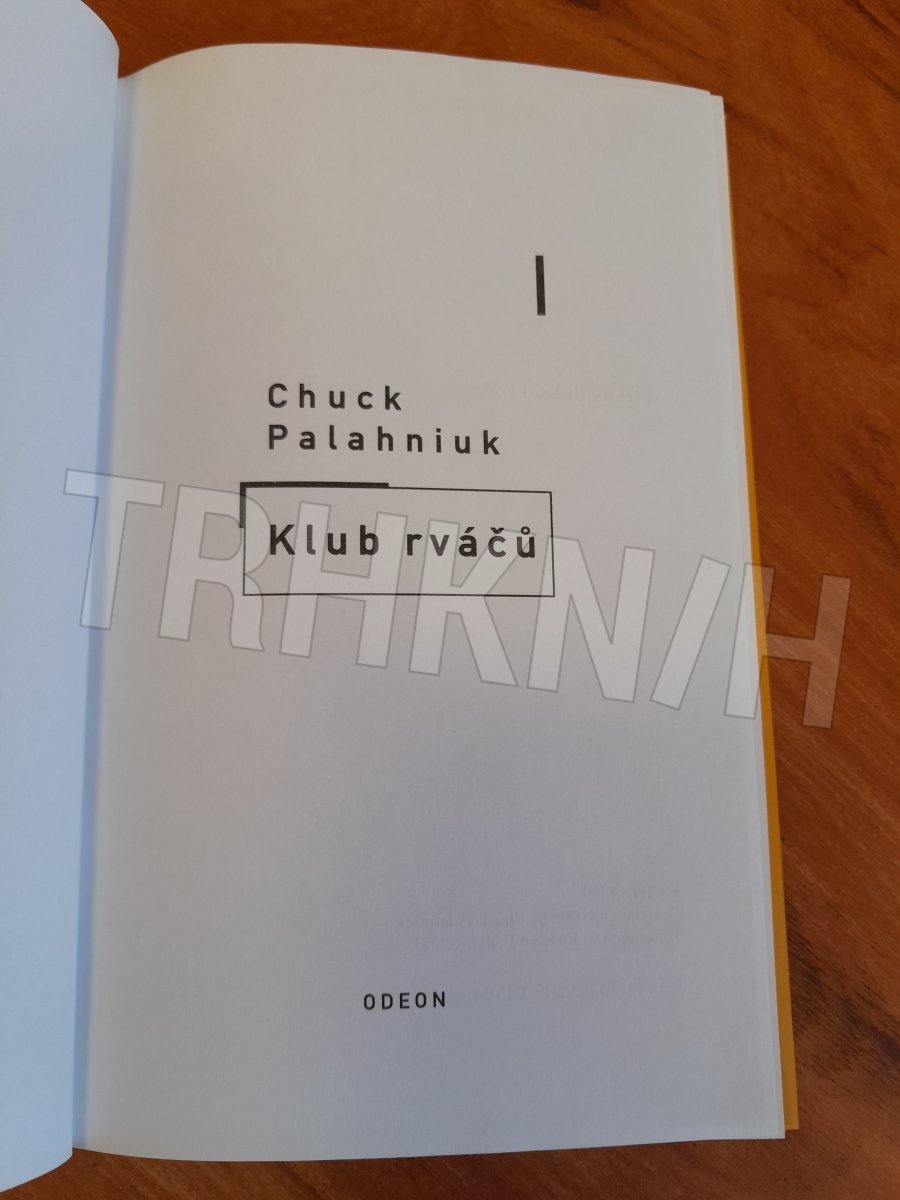 Chuck
Palahniuk
Klub rváčů
TRHKNIH
ODEON